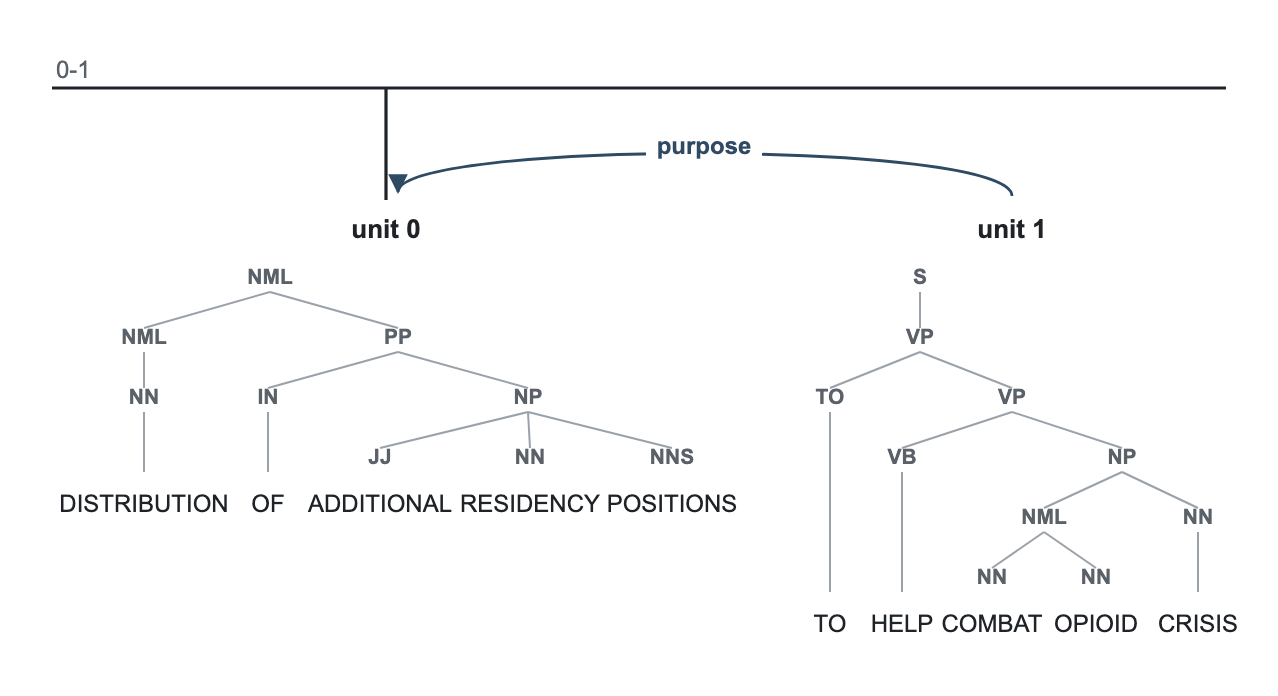 0-1
purpose
unit 0 unit 1
NML S
NML PP VP
NN IN NP TO VP
JJ NN NNS VB NP
DISTRIBUTION OF ADDITIONAL RESIDENCY POSITIONS
NML NN
NN NN
TO HELP COMBAT OPIOID CRISIS